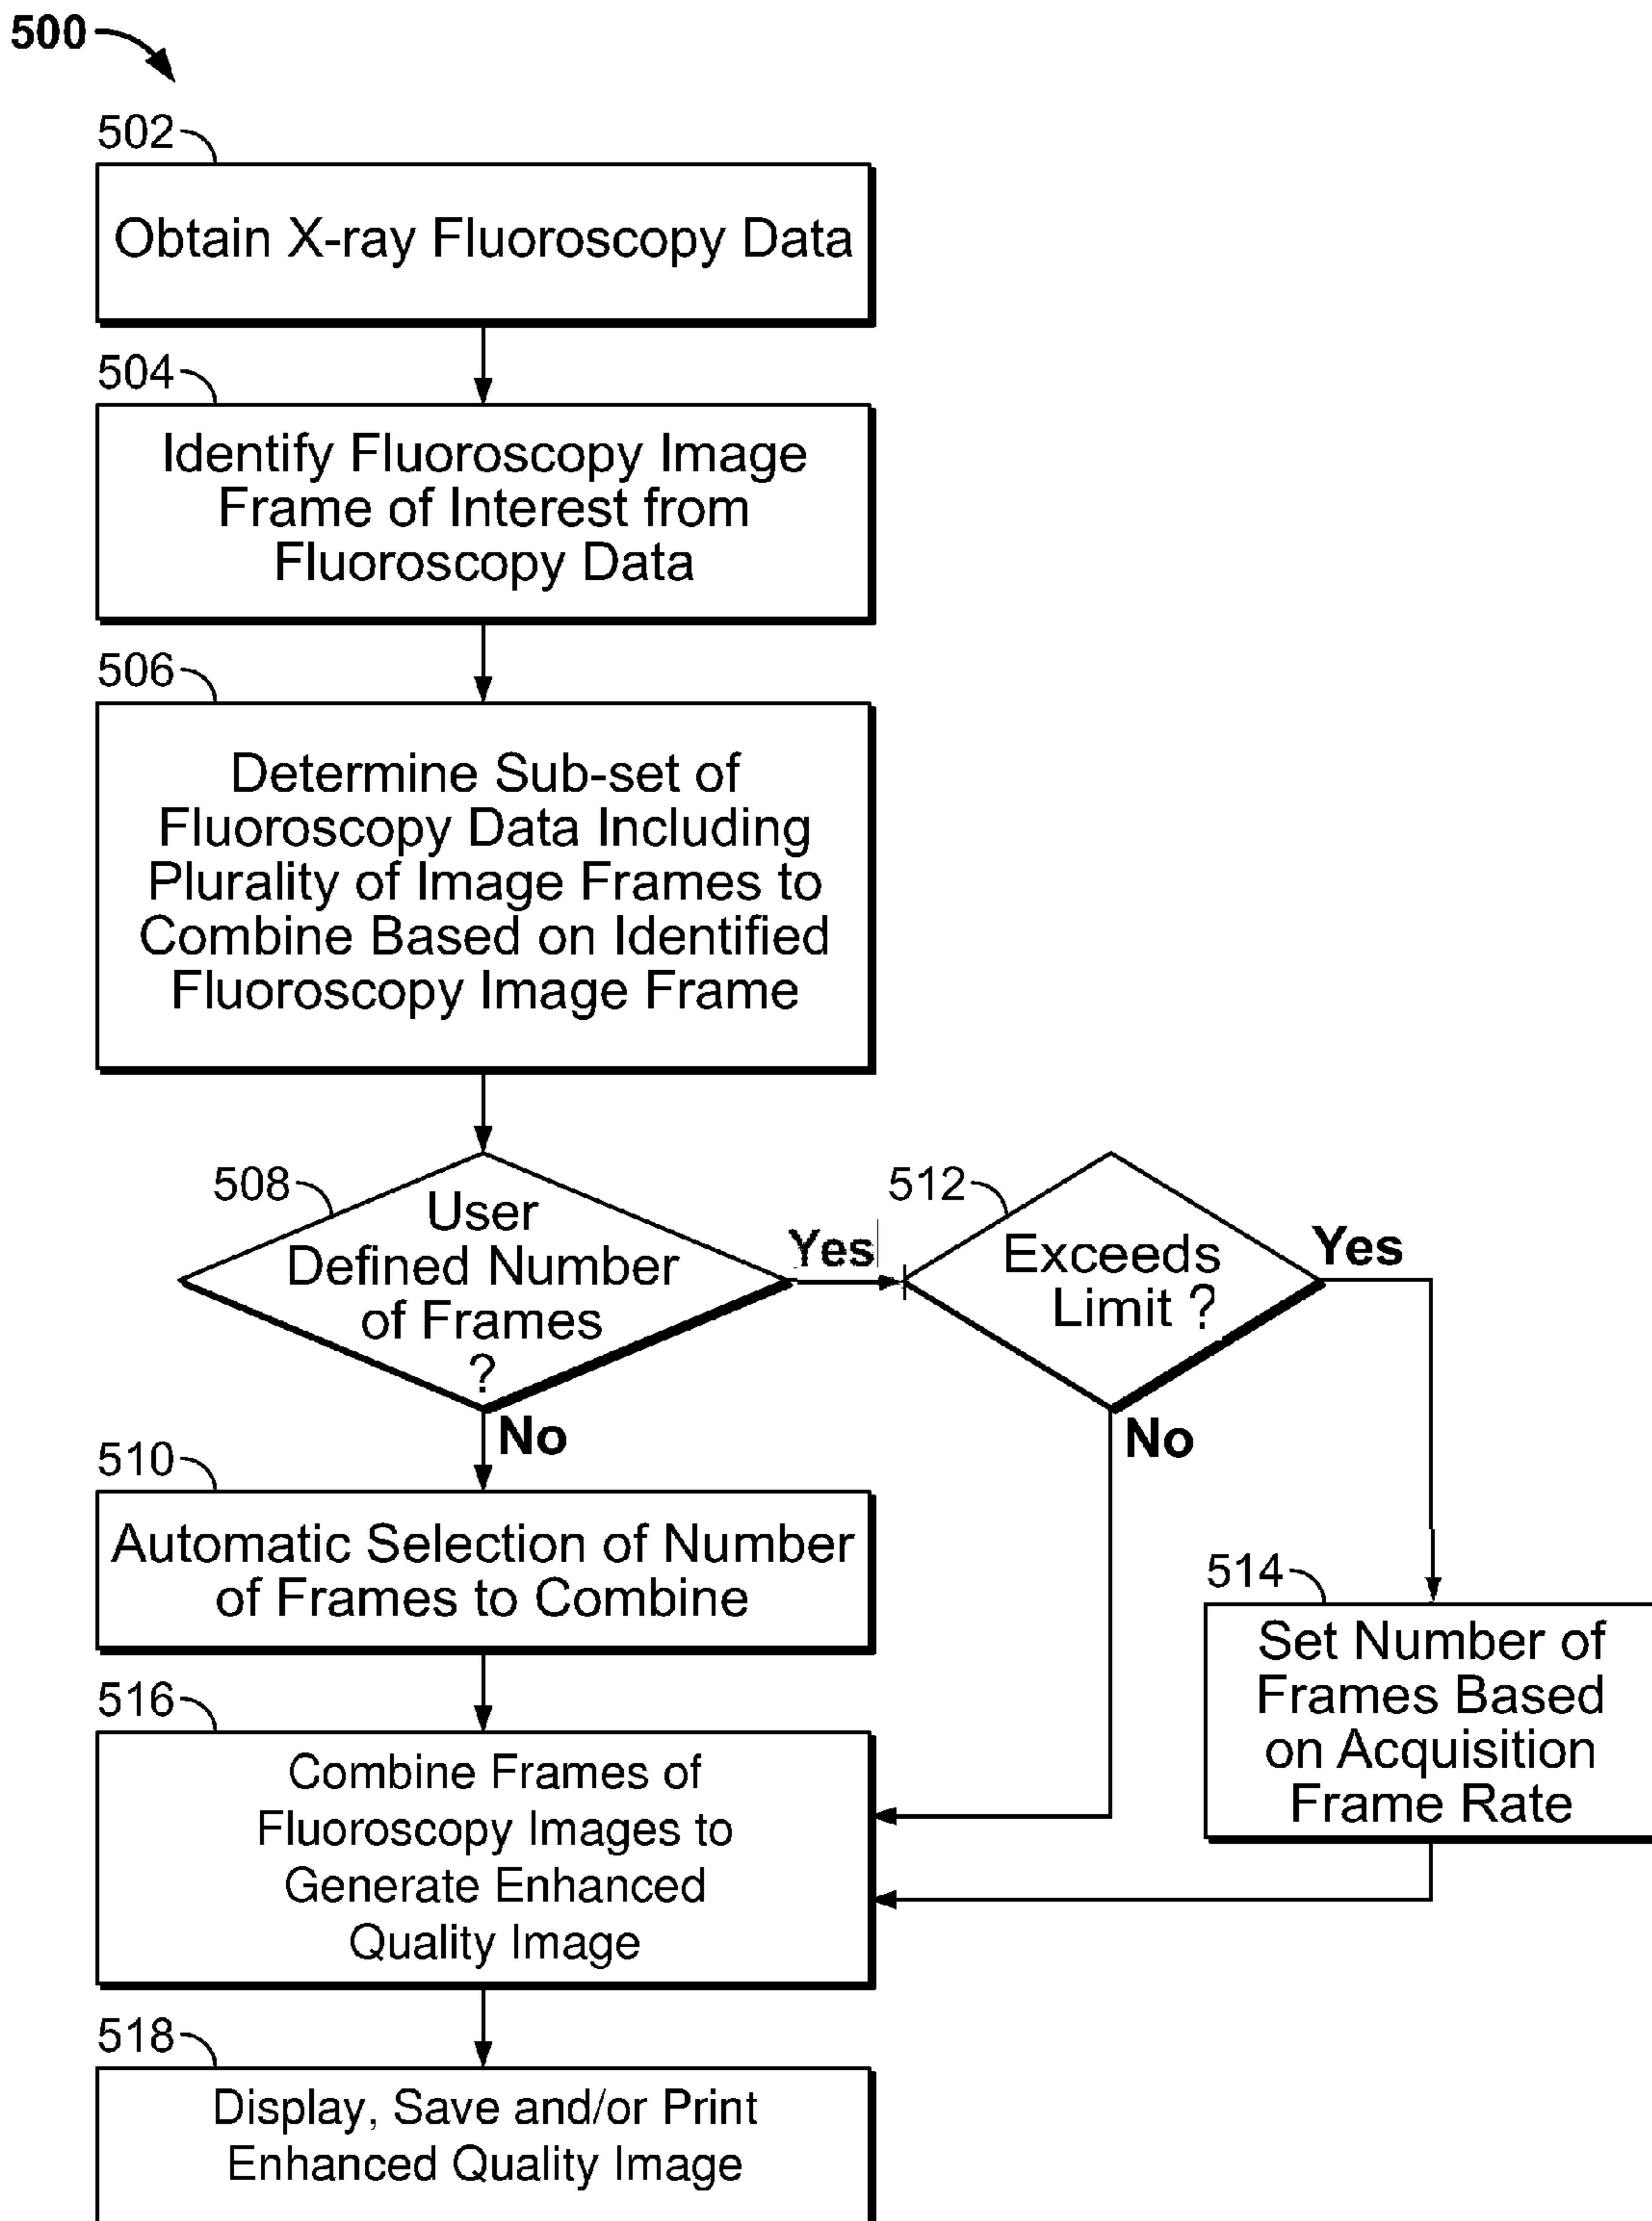 500
502
Obtain X-ray Fluoroscopy Data
504
Identify Fluoroscopy Image
Frame of Interest from
Fluoroscopy Data
506
Determine Sub-set of
Fluoroscopy Data Including
Plurality of Image Frames to
Combine Based on Identified
Fluoroscopy Image Frame
508
User
Defined Number
of Frames
?
Yes
No
512
Exceeds
Limit ?
Yes
No
510
Automatic Selection of Number
of Frames to Combine
514
Set Number of
Frames Based
on Acquisition
Frame Rate
516
Combine Frames of
Fluoroscopy Images to
Generate Enhanced
Quality Image
518
Display, Save and/or Print
Enhanced Quality Image